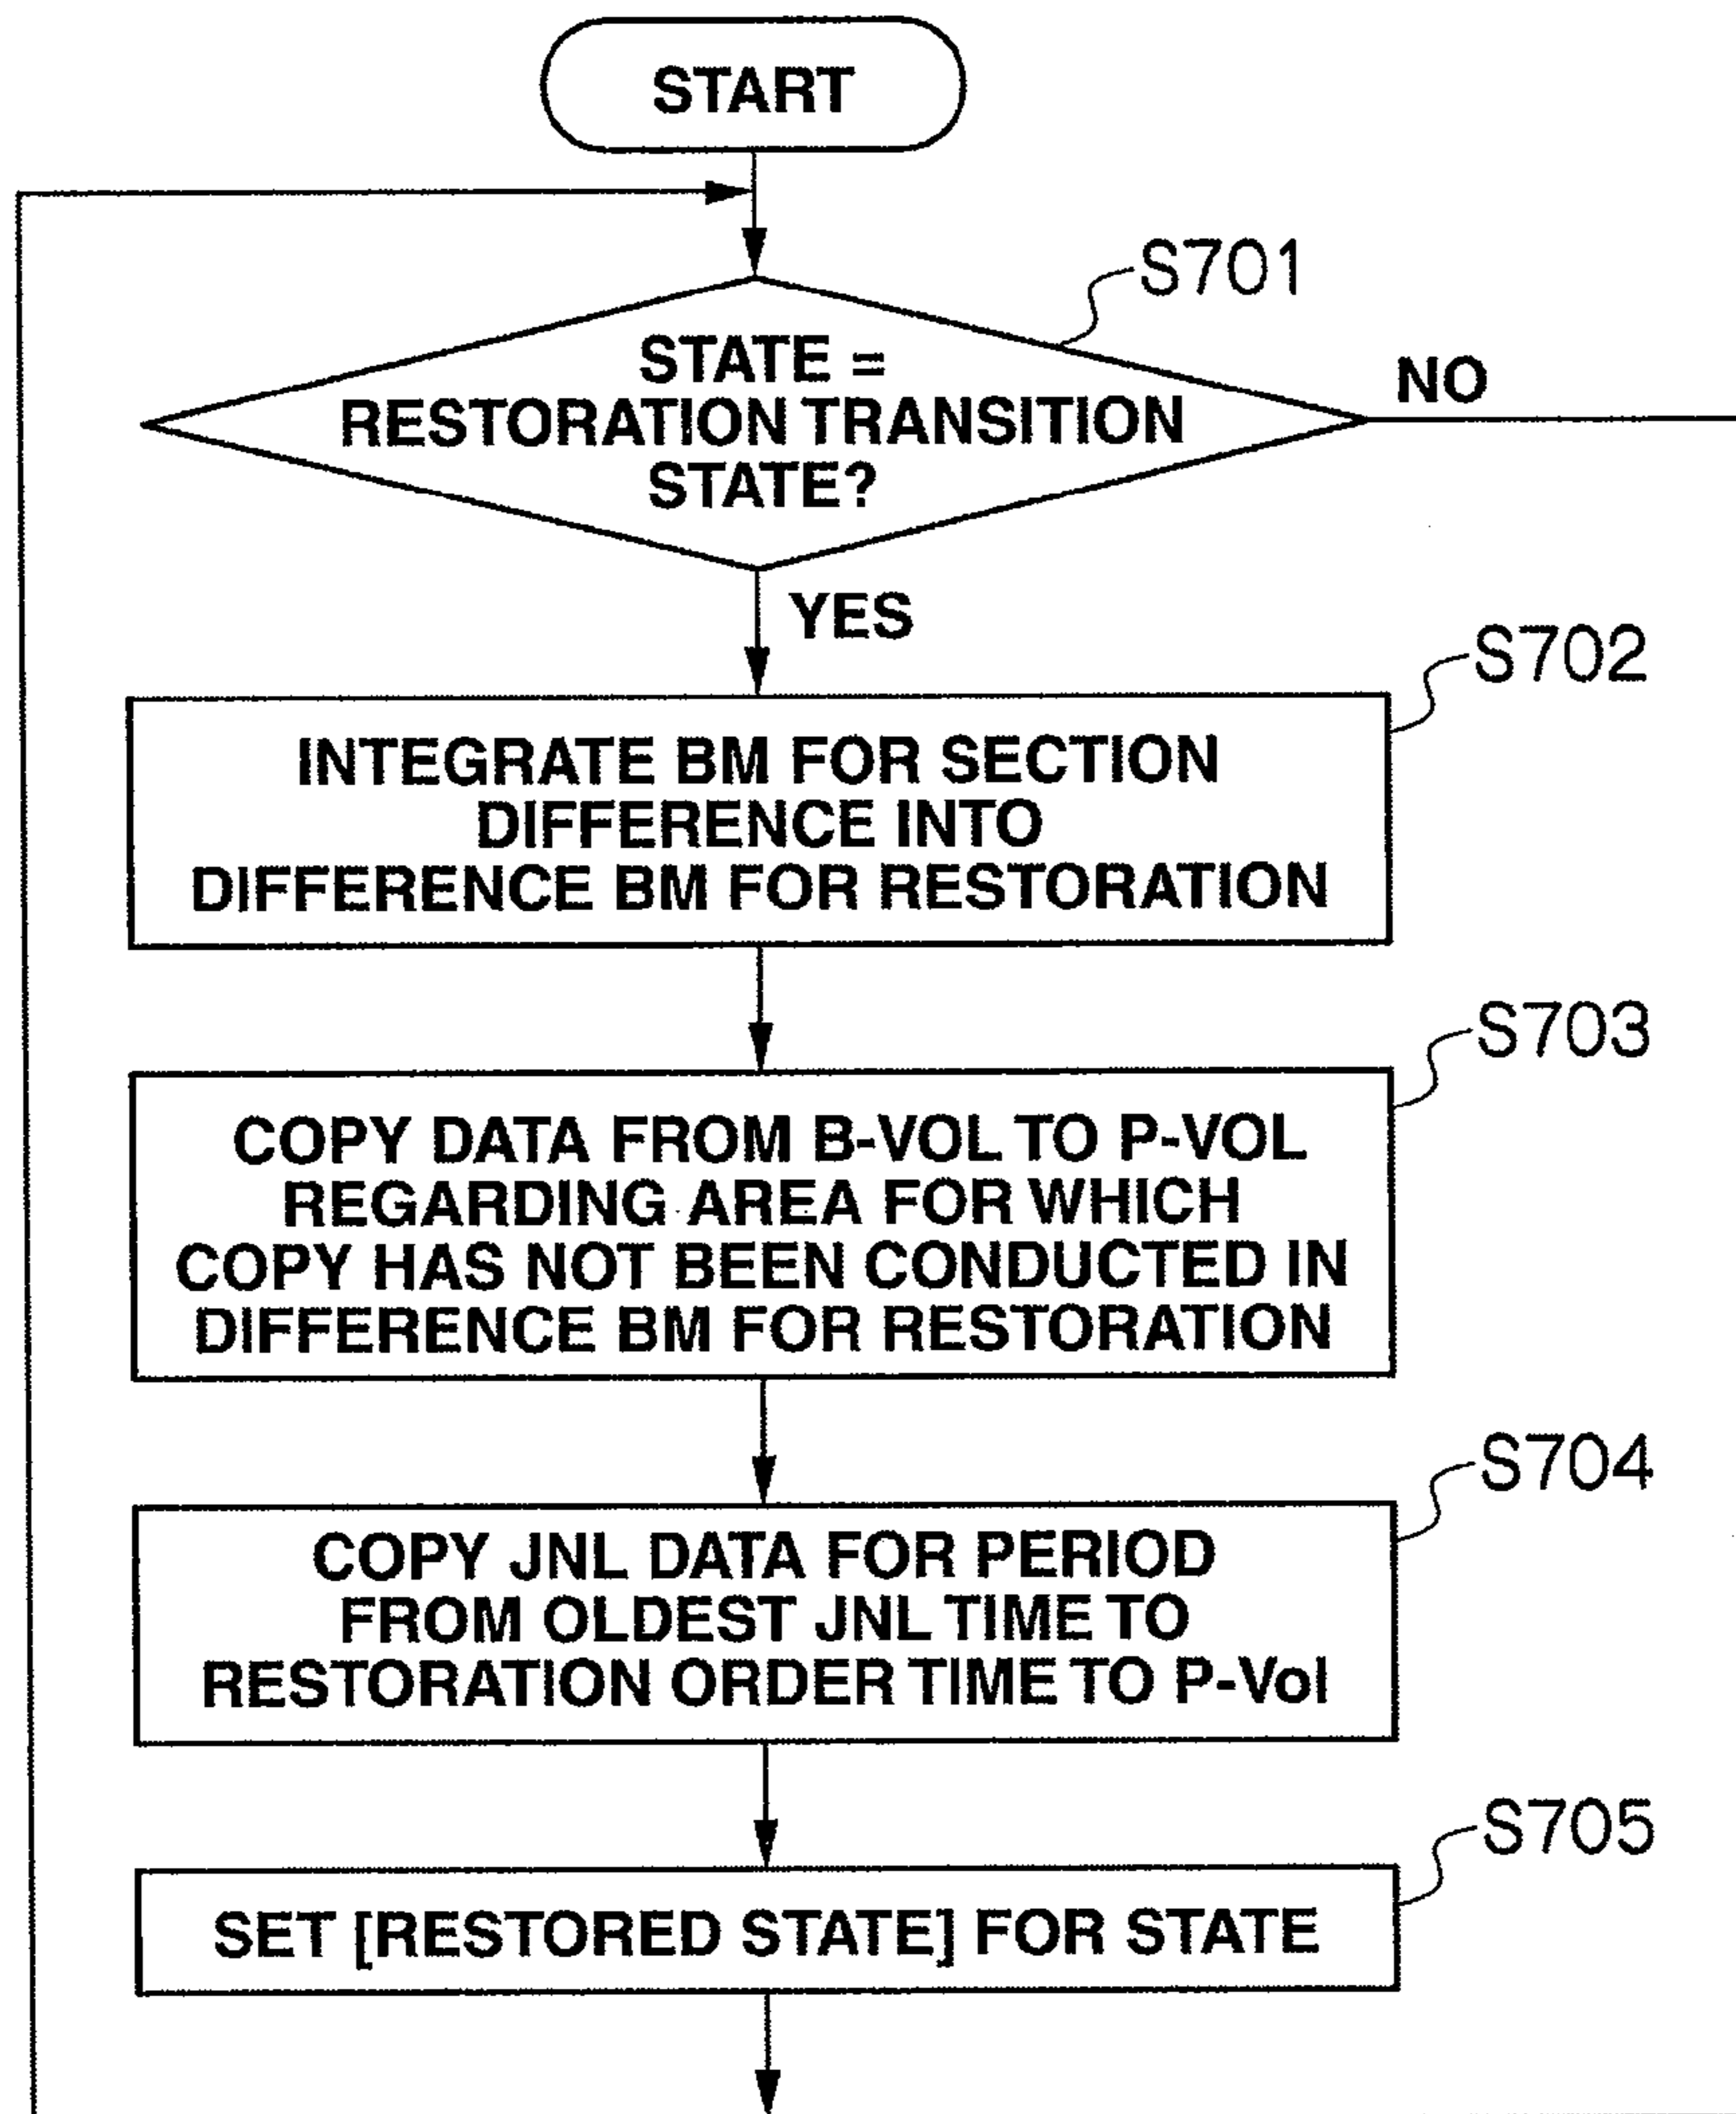 START
S701
STATE =
RESTORATION TRANSITION
STATE?
NO
YES
S702
INTEGRATE BM FOR SECTION
DIFFERENCE INTO
DIFFERENCE BM FOR RESTORATION
S703
COPY DATA FROM B-VOL TO P-VOL
REGARDING AREA FOR WHICH
COPY HAS NOT BEEN CONDUCTED IN
DIFFERENCE BM FOR RESTORATION
S704
COPY JNL DATA FOR PERIOD
FROM OLDEST JNL TIME TO
RESTORATION ORDER TIME TO P-Vol
S705
SET [RESTORED STATE] FOR STATE